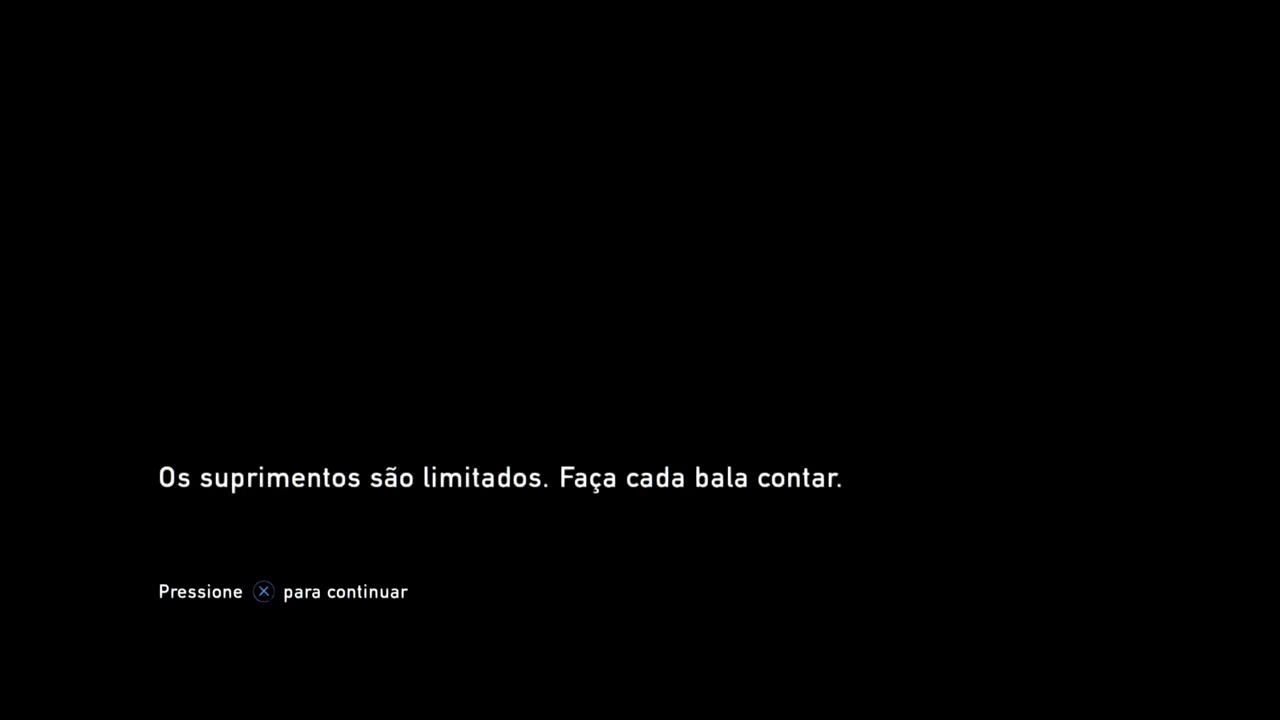 Os suprimentos são limitados. Faça cada bala contar.
Pressione ⓧ para continuar